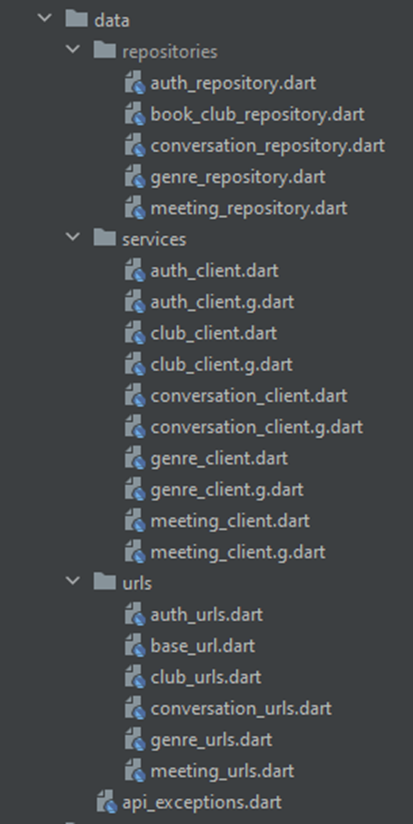 data
repositories
auth_repository.dart
book_club_repository.dart
conversation_repository.dart
genre_repository.dart
meeting_repository.dart
services
auth_client.dart
auth_client.g.dart
club_client.dart
club_client.g.dart
conversation_client.dart
conversation_client.g.dart
genre_client.dart
genre_client.g.dart
meeting_client.dart
meeting_client.g.dart
urls
auth_urls.dart
base_url.dart
club_urls.dart
conversation_urls.dart
genre_urls.dart
meeting_urls.dart
api_exceptions.dart